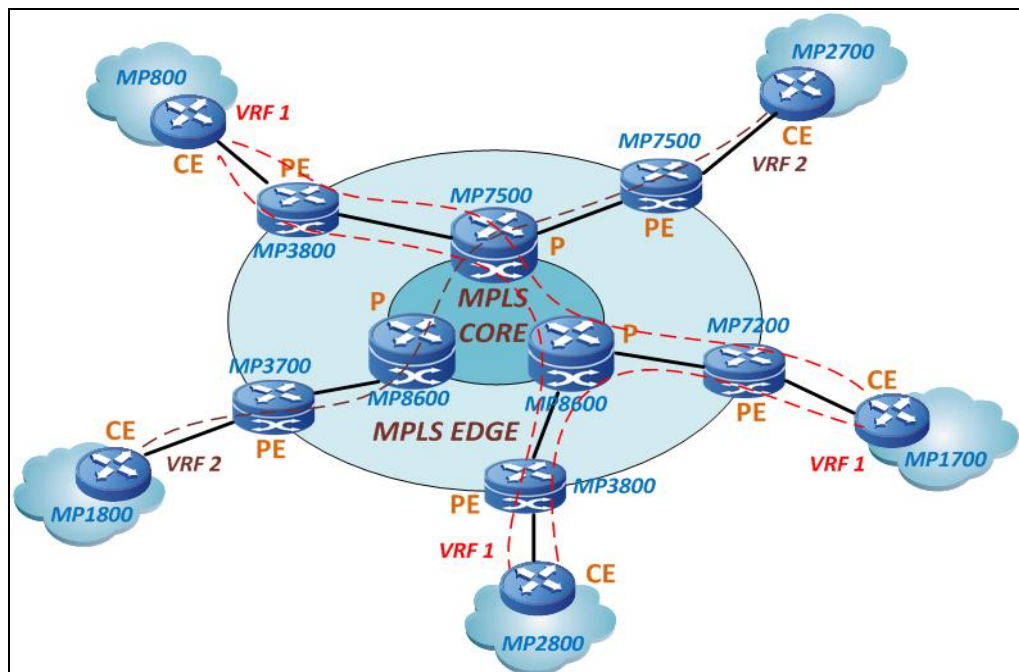 MP800
VRF 1
CE
PE
MP3800
MP7500
P
MP7500
PE
MP2700
CE
VRF 2
MPLS
CORE
P
MP8600
P
MP8600
MP3700
PE
MPLS EDGE
CE
VRF 2
MP1800
MP7200
PE
CE
VRF 1
MP1700
PE
MP3800
VRF 1
CE
MP2800